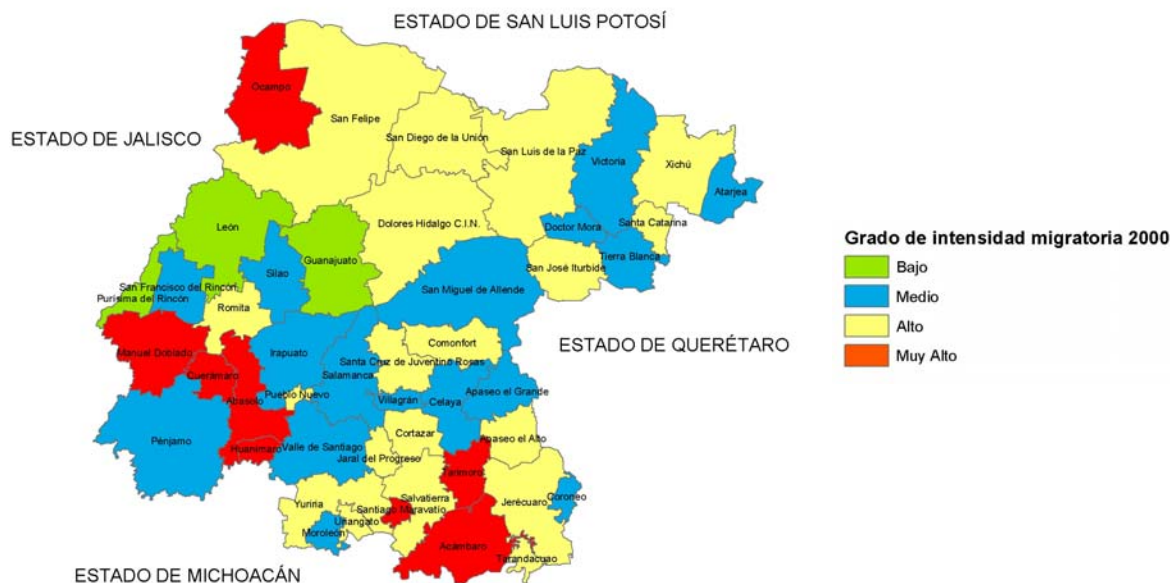 ESTADO DE SAN LUIS POTOSÍ
Ocampo
San Felipe
ESTADO DE JALISCO
San Diego de la Unión
San Luis de la Paz
Victoria
Xichú
Atarjea
León
Dolores Hidalgo C.I.N.
Doctor Mora
Santa Catarina
Guanajuato
Silao
Tierra Blanca
San José Iturbide
San Francisco del Rincón
Purísima del Rincón
San Miguel de Allende
Romita
Grado de intensidad migratoria 2000
Bajo
Medio
Alto
Muy Alto
Manuel Doblado
Irapuato
Comonfort
ESTADO DE QUERÉTARO
Santa Cruz de Juventino Rosas
Cuerámaro
Salamanca
Abasolo
Pueblo Nuevo
Apaseo el Grande
Villagrán
Celaya
Pénjamo
Cortazar
Apaseo el Alto
Huanímaro
Valle de Santiago
Jaral del Progreso
Tarimoro
Yuriria
Salvatierra
Jerécuaro
Coroneo
Santiago Maravatío
Uriangato
Moroleón
Acámbaro
Tarandacuao
ESTADO DE MICHOACÁN